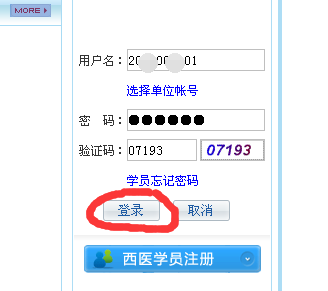 MORE
用户名：
选择单位帐号
密 码：●●●●●●
验证码：07193 07193
学员忘记密码
登录 取消
西医学员注册